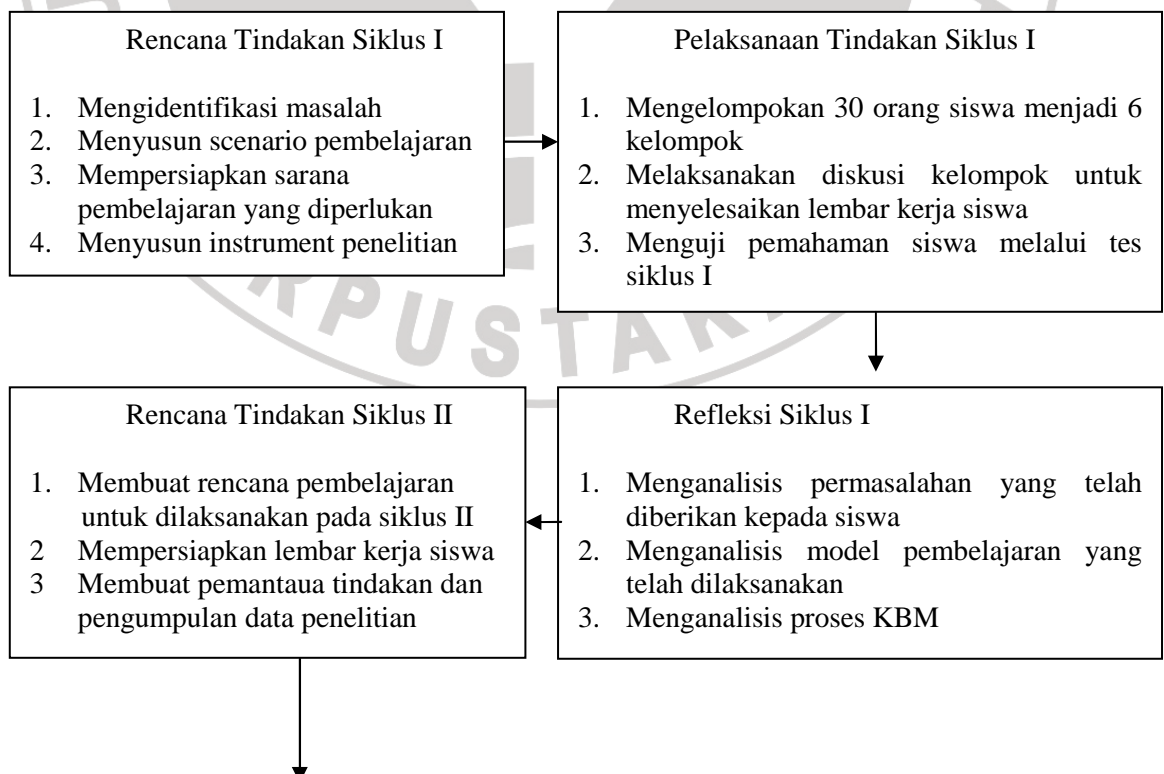 Rencana Tindakan Siklus I
1. Mengidentifikasi masalah
2. Menyusun scenario pembelajaran
3. Mempersiapkan sarana
pembelajaran yang diperlukan
4. Menyusun instrument penelitian
Pelaksanaan Tindakan Siklus I
1. Mengelompokan 30 orang siswa menjadi 6
kelompok
2. Melaksanakan diskusi kelompok untuk
menyelesaikan lembar kerja siswa
3. Menguji pemahaman siswa melalui tes
siklus I
Rencana Tindakan Siklus II
1. Membuat rencana pembelajaran
untuk dilaksanakan pada siklus II
2 Mempersiapkan lembar kerja siswa
3 Membuat pemantaua tindakan dan
pengumpulan data penelitian
Refleksi Siklus I
1. Menganalisis permasalahan yang telah
diberikan kepada siswa
2. Menganalisis model pembelajaran yang
telah dilaksanakan
3. Menganalisis proses KBM